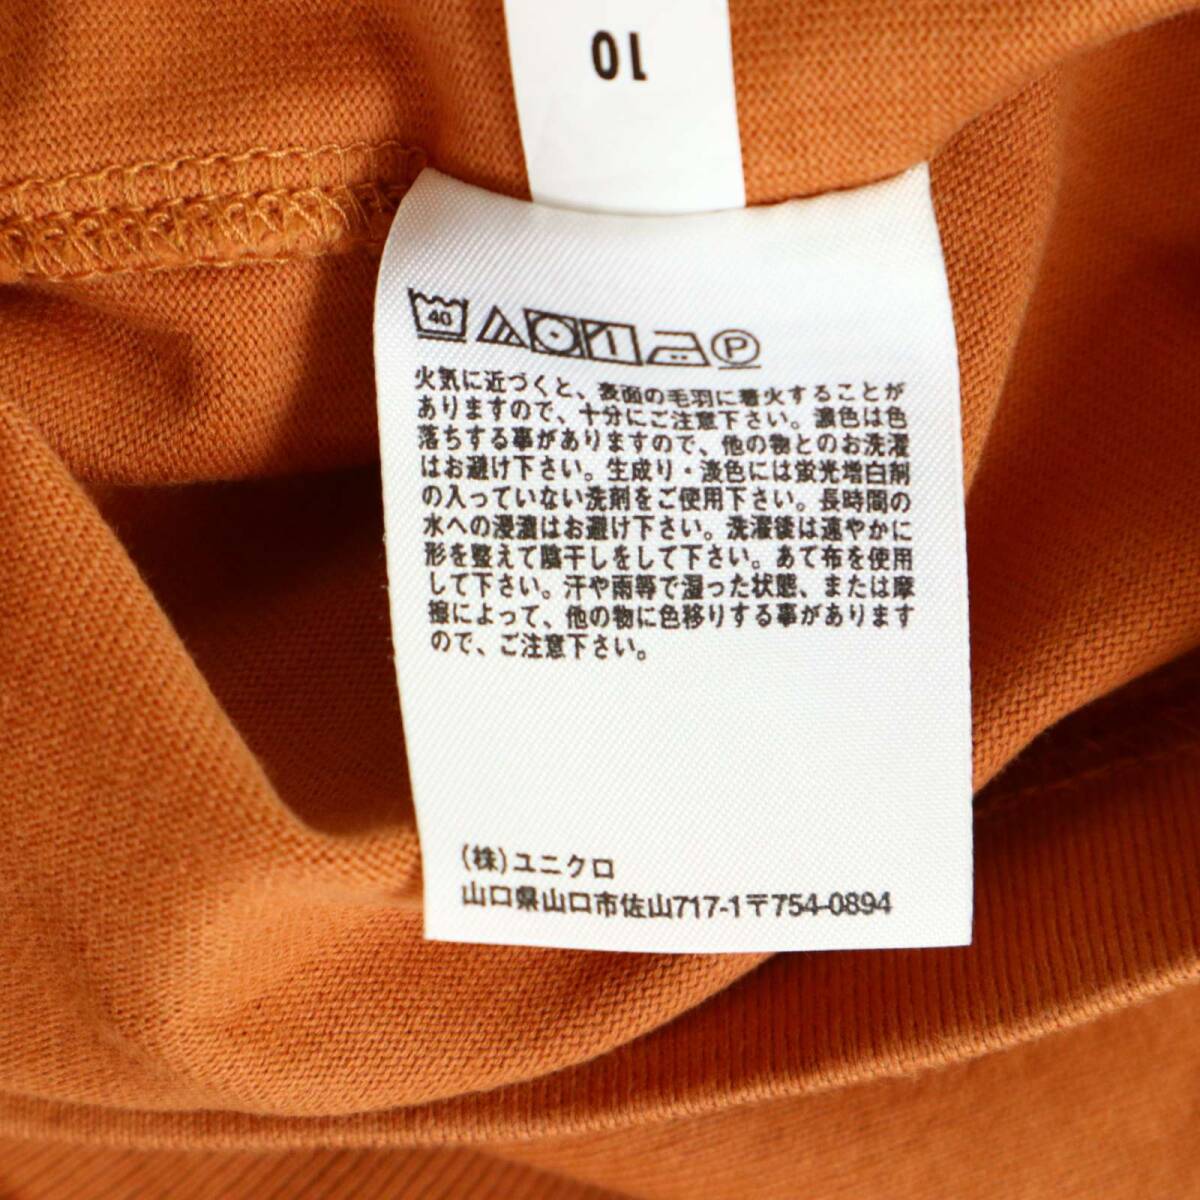 10
40 P
火気に近づくと、表面の毛羽に着火することが
ありますので、十分にご注意下さい。濃色は色
落ちする事がありますので、他の物とのお洗濯
はお避け下さい。生成り・淡色には蛍光増白剤
の入っていない洗剤をご使用下さい。長時間の
水への浸漬はお避け下さい。洗濯後は速やかに
形を整えて陰干しをして下さい。あて布を使用
して下さい。汗や雨等で湿った状態、または摩
擦によって、他の物に色移りする事があります
ので、ご注意下さい。
(株)ユニクロ
山口県山口市佐山717-1〒754-0894